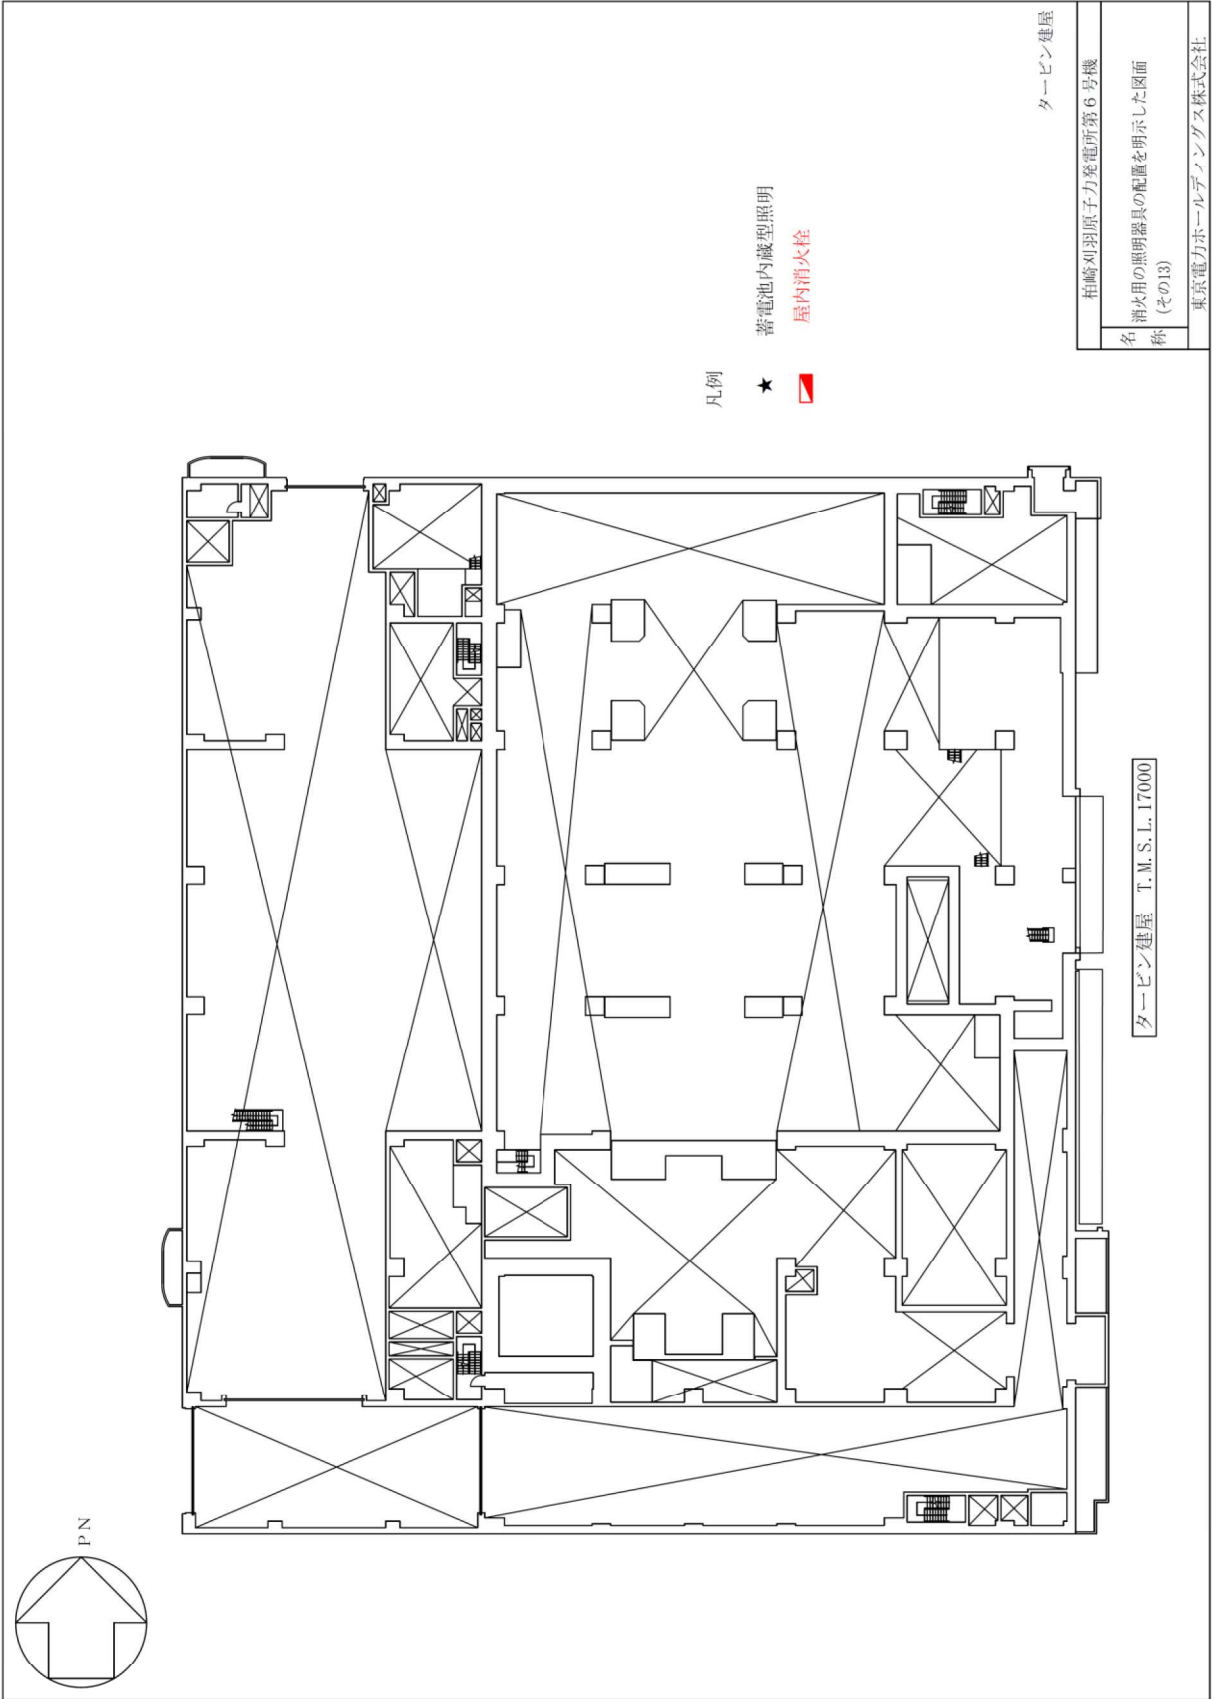 PN
凡例
★ 蓄電池内蔵型照明
屋内消火栓
タービン建屋 T.M.S.L.17000
タービン建屋
柏崎刈羽原子力発電所第6号機
名称
消火用の照明器具の配置を明示した図面
(その13)
東京電力ホールディングス株式会社